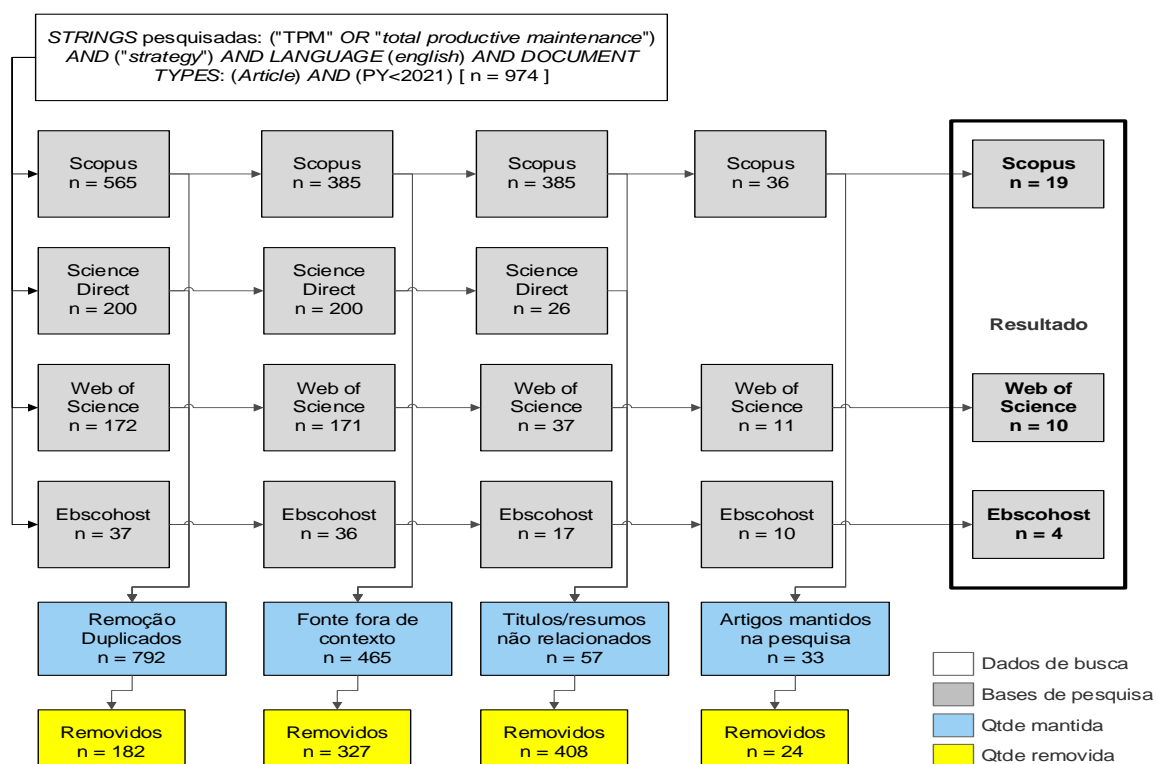 STRINGS pesquisadas: ("TPM" OR "total productive maintenance")
AND ("strategy") AND LANGUAGE (english) AND DOCUMENT
TYPES: (Article) AND (PY<2021) [ n = 974 ]
Scopus
n = 565
Scopus
n = 385
Scopus
n = 385
Scopus
n = 36
Scopus
n = 19
Science
Direct
n = 200
Science
Direct
n = 200
Science
Direct
n = 26
Resultado
Web of
Science
n = 172
Web of
Science
n = 171
Web of
Science
n = 37
Web of
Science
n = 11
Web of
Science
n = 10
Ebscohost
n = 37
Ebscohost
n = 36
Ebscohost
n = 17
Ebscohost
n = 10
Ebscohost
n = 4
Remoção
Duplicados
n = 792
Fonte fora de
contexto
n = 465
Titulos/resumos
não relacionados
n = 57
Artigos mantidos
na pesquisa
n = 33
Removidos
n = 182
Removidos
n = 327
Removidos
n = 408
Removidos
n = 24
Dados de busca
Bases de pesquisa
Qtde mantida
Qtde removida